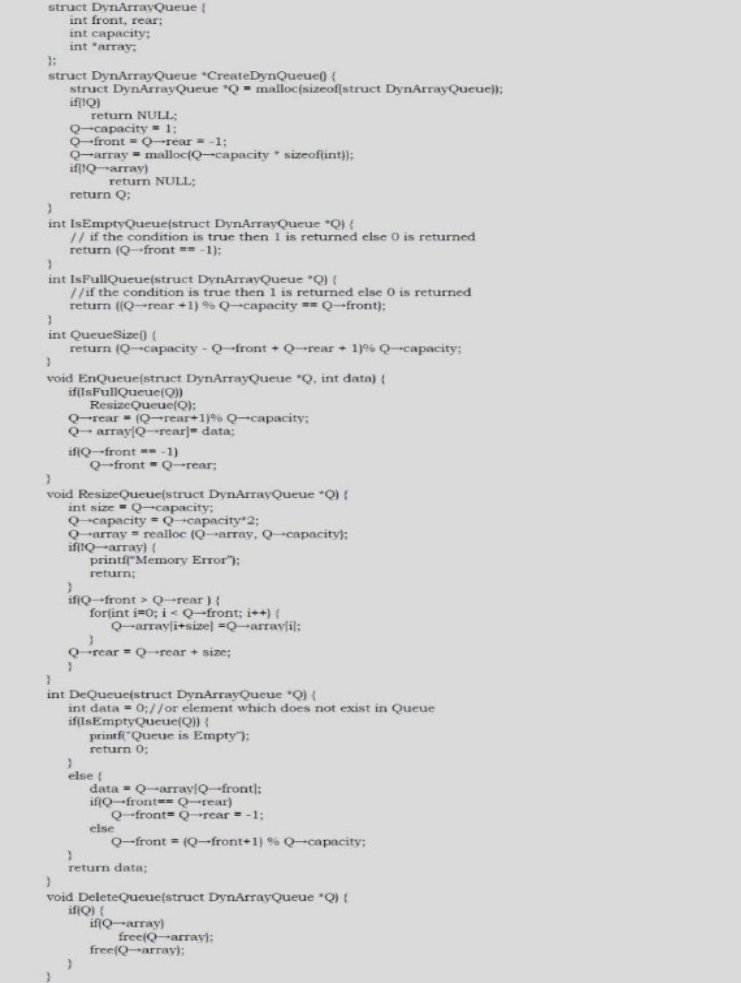 struct DynArrayQueue {
int front, rear;
int capacity;
int *array;
};
struct DynArrayQueue *CreateDynQueue() {
struct DynArrayQueue *Q = malloc(sizeof(struct DynArrayQueue));
if(!Q)
return NULL;
Q→capacity = 1;
Q→front = Q→rear = -1;
Q→array = malloc(Q→capacity * sizeof(int));
if(!Q→array)
return NULL;
return Q;
}
int IsEmptyQueue(struct DynArrayQueue *Q) {
// if the condition is true then 1 is returned else 0 is returned
return (Q→front == -1);
}
int IsFullQueue(struct DynArrayQueue *Q) {
//if the condition is true then 1 is returned else 0 is returned
return ((Q→rear +1) % Q→capacity == Q→front);
}
int QueueSize() {
return (Q→capacity - Q→front + Q→rear + 1)% Q→capacity;
}
void EnQueue(struct DynArrayQueue *Q, int data) {
if(IsFullQueue(Q))
ResizeQueue(Q);
Q→rear = (Q→rear+1)% Q→capacity;
Q→ array[Q→rear]= data;
if(Q→front == -1)
Q→front = Q→rear;
}
void ResizeQueue(struct DynArrayQueue *Q) {
int size = Q→capacity;
Q→capacity = Q→capacity*2;
Q→array = realloc (Q→array, Q→capacity);
if(!Q→array) {
printf("Memory Error");
return;
}
if(Q→front > Q→rear ) {
for(int i=0; i < Q→front; i++) {
Q→array[i+size] =Q→array[i];
}
Q→rear = Q→rear + size;
}
}
int DeQueue(struct DynArrayQueue *Q) {
int data = 0;//or element which does not exist in Queue
if(IsEmptyQueue(Q)) {
printf("Queue is Empty");
return 0;
}
else {
data = Q→array[Q→front];
if(Q→front== Q→rear)
Q→front= Q→rear = -1;
else
Q→front = (Q→front+1) % Q→capacity;
}
return data;
}
void DeleteQueue(struct DynArrayQueue *Q) {
if(Q) {
if(Q→array)
free(Q→array);
free(Q→array);
}
}